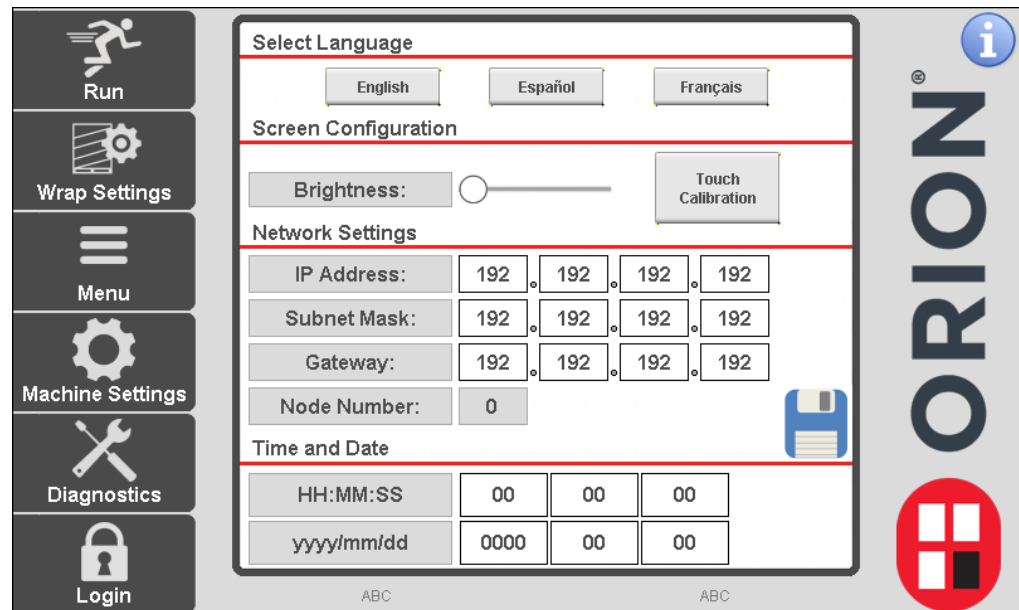 Run
Wrap Settings
Menu
Machine Settings
Diagnostics
Login
Select Language
English Español Français
Screen Configuration
Brightness:
Touch
Calibration
Network Settings
IP Address: 192 . 192 . 192 . 192
Subnet Mask: 192 . 192 . 192 . 192
Gateway: 192 . 192 . 192 . 192
Node Number: 0
Time and Date
HH:MM:SS 00 00 00
yyyy/mm/dd 0000 00 00
ABC ABC
i
ORION®